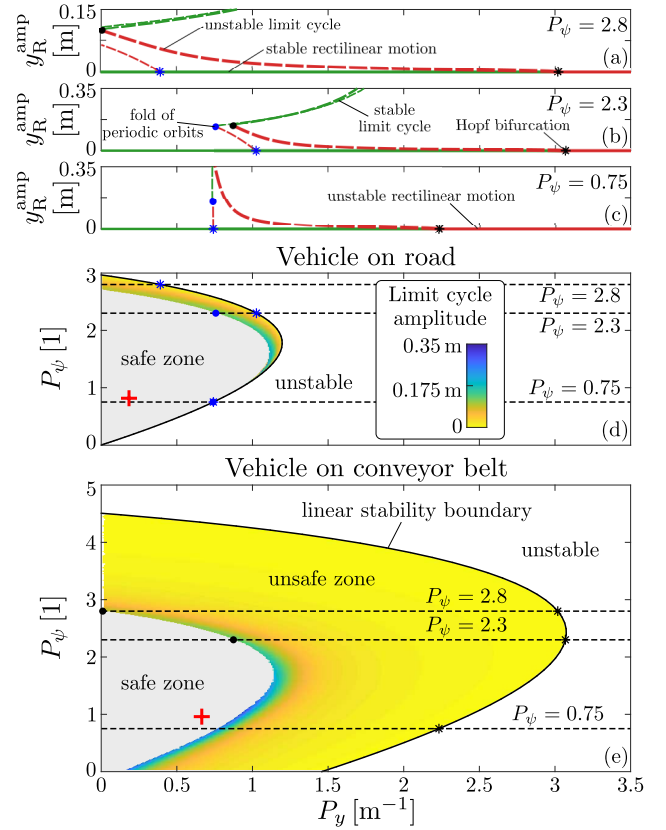 0.15
unstable limit cycle
P_ψ = 2.8
y_R^amp [m]
stable rectilinear motion
0
(a)
0.35
P_ψ = 2.3
y_R^amp [m]
fold of
periodic orbits
stable
limit cycle
Hopf bifurcation
0
(b)
0.35
P_ψ = 0.75
y_R^amp [m]
unstable rectilinear motion
0
(c)
Vehicle on road
3
2
1
0
P_ψ [1]
safe zone
unstable
Limit cycle
amplitude
0.35 m
0.175 m
0
P_ψ = 2.8
P_ψ = 2.3
P_ψ = 0.75
(d)
Vehicle on conveyor belt
5
4
3
2
1
0
P_ψ [1]
linear stability boundary
unstable
unsafe zone
P_ψ = 2.8
P_ψ = 2.3
safe zone
P_ψ = 0.75
(e)
0 0.5 1 1.5 2 2.5 3 3.5
P_y [m⁻¹]